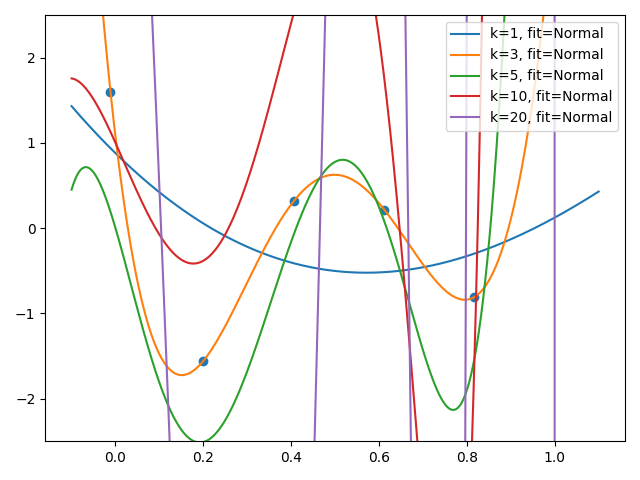 k=1, fit=Normal
k=3, fit=Normal
k=5, fit=Normal
k=10, fit=Normal
k=20, fit=Normal
2
1
0
−1
−2
0.0 0.2 0.4 0.6 0.8 1.0